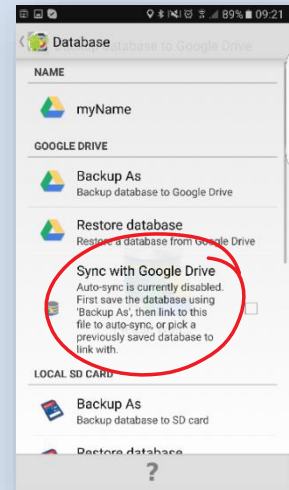 89% 09:21
Database
NAME
myName
GOOGLE DRIVE
Backup As
Backup database to Google Drive
Restore database
Restore a database from Google Drive
Sync with Google Drive
Auto-sync is currently disabled.
First save the database using
'Backup As', then link to this
file to auto-sync, or pick a
previously saved database to
link with.
LOCAL SD CARD
Backup As
Backup database to SD card
Restore database
?